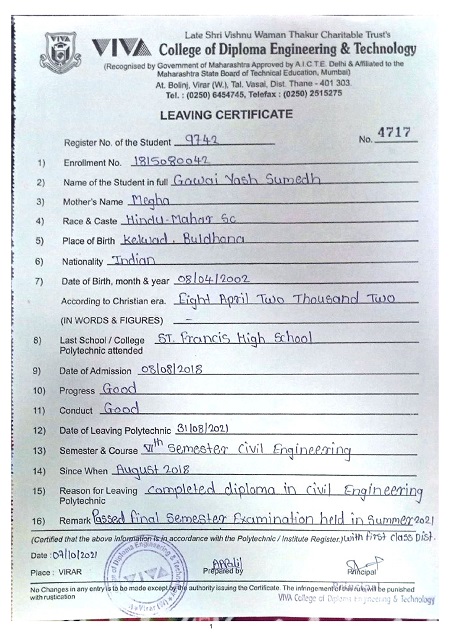 Late Shri Vishnu Waman Thakur Charitable Trust's
VIVA College of Diploma Engineering & Technology
(Recognised by Government of Maharashtra Approved by A.I.C.T.E. Delhi & Affiliated to the
Maharashtra State Board of Technical Education, Mumbai)
At. Bolinj, Virar (W.), Tal. Vasai, Dist. Thane - 401 303.
Tel. : (0250) 6454745, Telefax : (0250) 2515275
LEAVING CERTIFICATE
Register No. of the Student 9742 No. 4717
1) Enrollment No. 1815080042
2) Name of the Student in full Gawai Yash Sumedh
3) Mother's Name Megha
4) Race & Caste Hindu-Mahar SC
5) Place of Birth Kelwad, Buldhana
6) Nationality Indian
7) Date of Birth, month & year 08/04/2002
According to Christian era. Eight April Two Thousand Two
(IN WORDS & FIGURES) –
8) Last School / College ST. Francis High School
Polytechnic attended
9) Date of Admission 08/08/2018
10) Progress Good
11) Conduct Good
12) Date of Leaving Polytechnic 31/08/2021
13) Semester & Course VIth Semester Civil Engineering
14) Since When August 2018
15) Reason for Leaving completed diploma in Civil Engineering
Polytechnic
16) Remark Passed Final Semester Examination held in Summer 2021
(Certified that the above information is in accordance with the Polytechnic / Institute Register.) with First class Dist.
Date : 07/10/2021
Place : VIRAR Prepared by Principal
No Changes in any entry is to be made except by the authority issuing the Certificate. The infringement of this rule will be punished
with rustication
Principal
VIVA College of Diploma Engineering & Technology
1